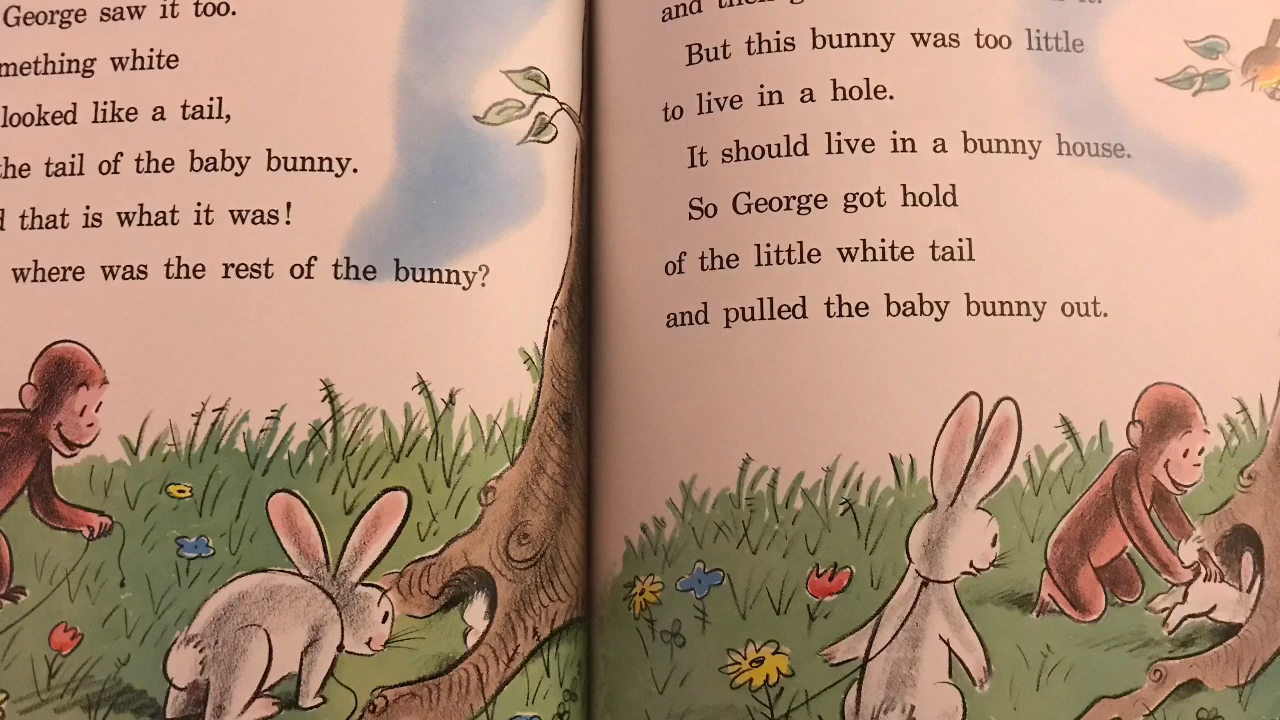 George saw it too.
mething white
looked like a tail,
the tail of the baby bunny.
d that is what it was!
where was the rest of the bunny?
and then
But this bunny was too little
to live in a hole.
It should live in a bunny house.
So George got hold
of the little white tail
and pulled the baby bunny out.